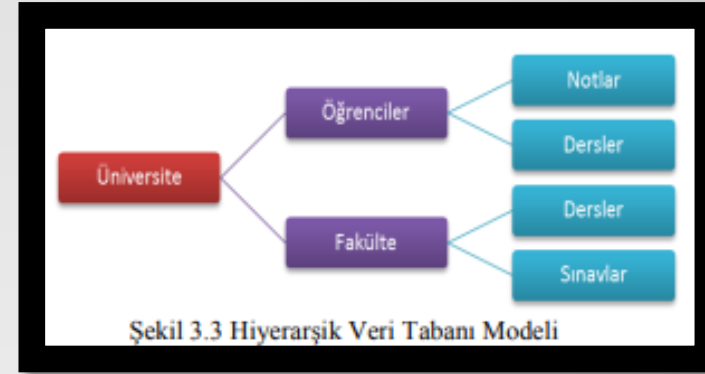 Üniversite
Öğrenciler
Fakülte
Notlar
Dersler
Dersler
Sınavlar
Şekil 3.3 Hiyerarşik Veri Tabanı Modeli